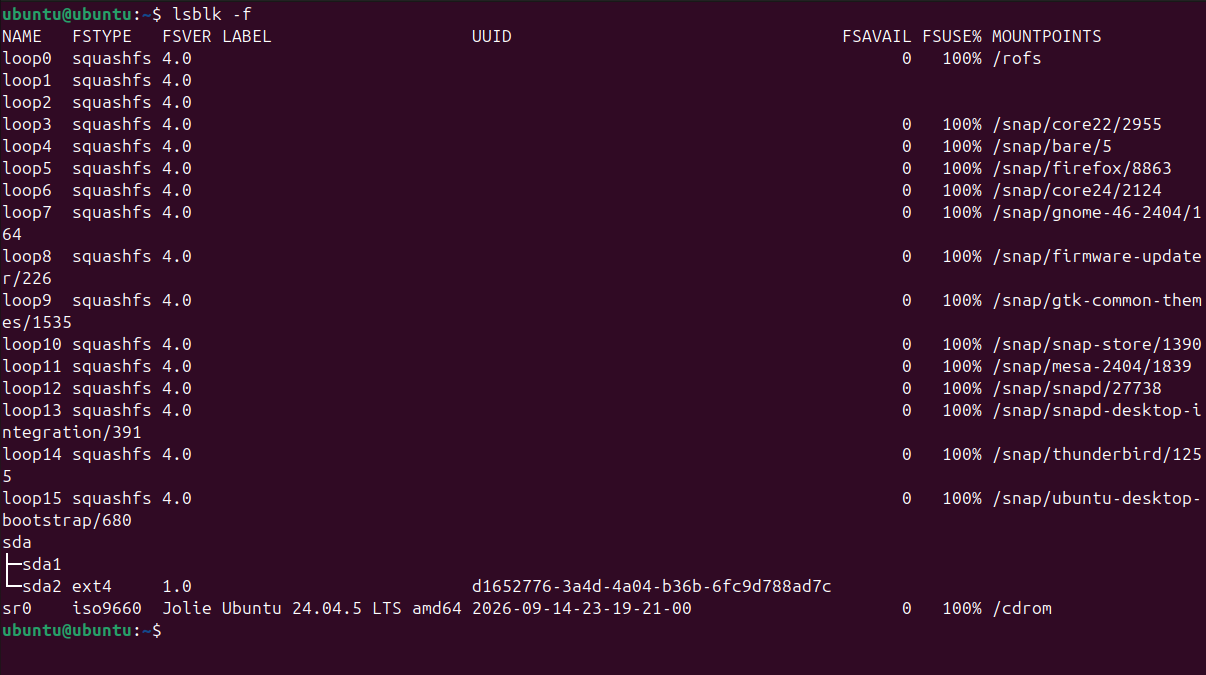 ubuntu@ubuntu:~$ lsblk -f
NAME   FSTYPE   FSVER LABEL                    UUID                                 FSAVAIL FSUSE% MOUNTPOINTS
loop0  squashfs 4.0                                                                       0   100% /rofs
loop1  squashfs 4.0
loop2  squashfs 4.0
loop3  squashfs 4.0                                                                       0   100% /snap/core22/2955
loop4  squashfs 4.0                                                                       0   100% /snap/bare/5
loop5  squashfs 4.0                                                                       0   100% /snap/firefox/8863
loop6  squashfs 4.0                                                                       0   100% /snap/core24/2124
loop7  squashfs 4.0                                                                       0   100% /snap/gnome-46-2404/1
64
loop8  squashfs 4.0                                                                       0   100% /snap/firmware-update
r/226
loop9  squashfs 4.0                                                                       0   100% /snap/gtk-common-them
es/1535
loop10 squashfs 4.0                                                                       0   100% /snap/snap-store/1390
loop11 squashfs 4.0                                                                       0   100% /snap/mesa-2404/1839
loop12 squashfs 4.0                                                                       0   100% /snap/snapd/27738
loop13 squashfs 4.0                                                                       0   100% /snap/snapd-desktop-i
ntegration/391
loop14 squashfs 4.0                                                                       0   100% /snap/thunderbird/125
5
loop15 squashfs 4.0                                                                       0   100% /snap/ubuntu-desktop-
bootstrap/680
sda
├─sda1
└─sda2 ext4     1.0                            d1652776-3a4d-4a04-b36b-6fc9d788ad7c
sr0    iso9660  Jolie Ubuntu 24.04.5 LTS amd64 2026-09-14-23-19-21-00                     0   100% /cdrom
ubuntu@ubuntu:~$